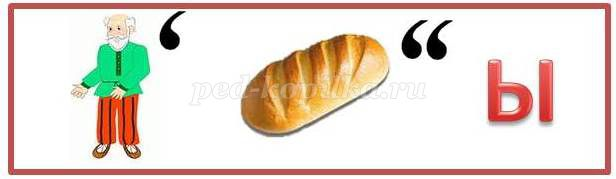 ‘ “ Ы
ped-kopilka.ru